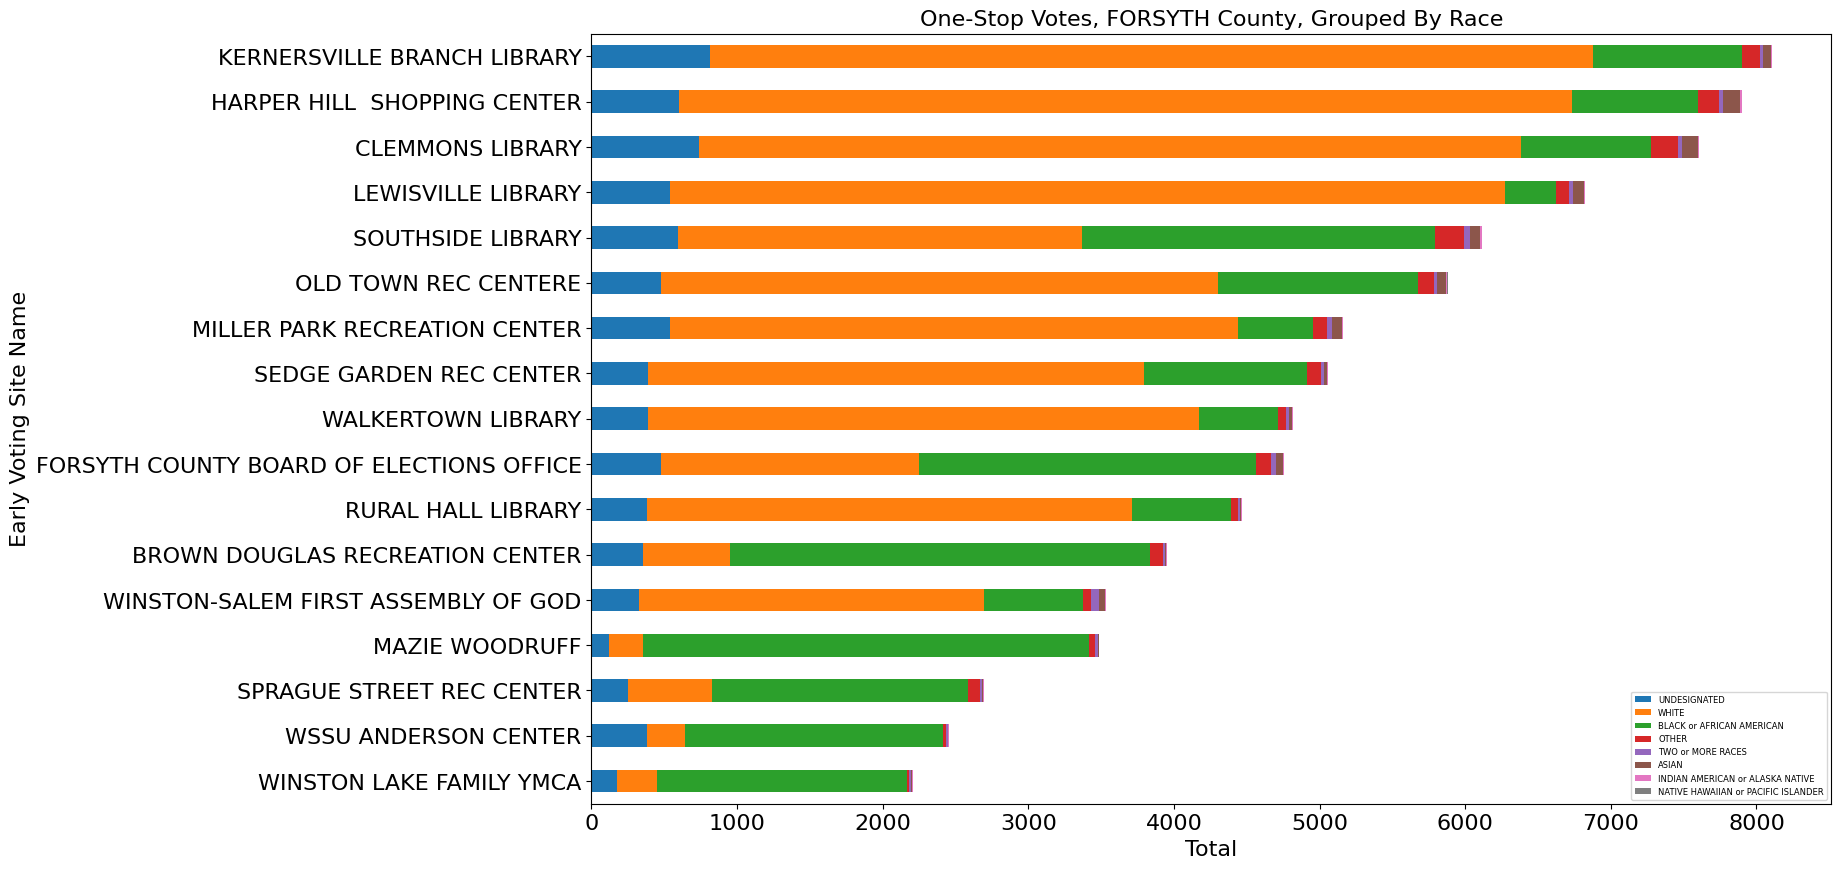 One-Stop Votes, FORSYTH County, Grouped By Race
Early Voting Site Name
KERNERSVILLE BRANCH LIBRARY
HARPER HILL  SHOPPING CENTER
CLEMMONS LIBRARY
LEWISVILLE LIBRARY
SOUTHSIDE LIBRARY
OLD TOWN REC CENTERE
MILLER PARK RECREATION CENTER
SEDGE GARDEN REC CENTER
WALKERTOWN LIBRARY
FORSYTH COUNTY BOARD OF ELECTIONS OFFICE
RURAL HALL LIBRARY
BROWN DOUGLAS RECREATION CENTER
WINSTON-SALEM FIRST ASSEMBLY OF GOD
MAZIE WOODRUFF
SPRAGUE STREET REC CENTER
WSSU ANDERSON CENTER
WINSTON LAKE FAMILY YMCA
UNDESIGNATED
WHITE
BLACK or AFRICAN AMERICAN
OTHER
TWO or MORE RACES
ASIAN
INDIAN AMERICAN or ALASKA NATIVE
NATIVE HAWAIIAN or PACIFIC ISLANDER
0 1000 2000 3000 4000 5000 6000 7000 8000
Total